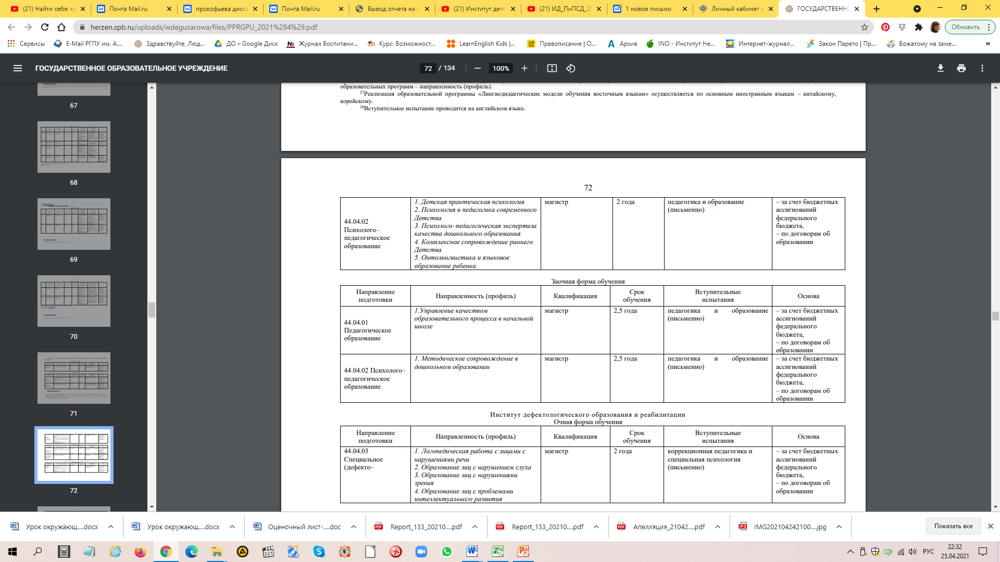 (21) Найти себя: ка
Почта Mail.ru
прокофьева диссе
Почта Mail.ru
Вывод отчета на п
(21) Институт детс
(21) ИД_ПиПСД_20
1 новое письмо
Личный кабинет а
ГОСУДАРСТВЕННО
herzen.spb.ru/uploads/wdegusarowa/files/PPRGPU_2021%284%29.pdf
Обновить
Сервисы
E-Mail РГПУ им. А....
Здравствуйте, Люд...
ДО – Google Диск
Журнал Воспитани...
Курс: Возможност...
LearnEnglish Kids |...
Правописание | О...
Архив
INO - Институт Не...
Интернет-журнал...
Закон Парето | Пр...
Вожатому на заме...
»
ГОСУДАРСТВЕННОЕ ОБРАЗОВАТЕЛЬНОЕ УЧРЕЖДЕНИЕ
72 / 134
100%
67
68
69
70
71
72
образовательных программ – направленность (профиль).
27Реализация образовательной программы «Лингводидактические модели обучения восточным языкам» осуществляется по основным иностранным языкам – китайскому,
корейскому.
28Вступительное испытание проводится на английском языке.
72
44.04.02
Психолого–
педагогическое
образование
1. Детская практическая психология
2. Психология и педагогика современного
Детства
3. Психолого–педагогическая экспертиза
качества дошкольного образования
4. Комплексное сопровождение раннего
Детства
5. Онтолингвистика и языковое
образование ребенка
магистр
2 года
педагогика и образование
(письменно)
– за счет бюджетных
ассигнований
федерального
бюджета,
– по договорам об
образовании
Заочная форма обучения
Направление
подготовки
Направленность (профиль)
Квалификация
Срок
обучения
Вступительные
испытания
Основа
44.04.01
Педагогическое
образование
1.Управление качеством
образовательного процесса в начальной
школе
магистр
2,5 года
педагогика и образование
(письменно)
– за счет бюджетных
ассигнований
федерального
бюджета,
– по договорам об
образовании
44.04.02 Психолого–
педагогическое
образование
1. Методическое сопровождение в
дошкольном образовании
магистр
2,5 года
педагогика и образование
(письменно)
– за счет бюджетных
ассигнований
федерального
бюджета,
– по договорам об
образовании
Институт дефектологического образования и реабилитации
Очная форма обучения
Направление
подготовки
Направленность (профиль)
Квалификация
Срок
обучения
Вступительные
испытания
Основа
44.04.03
Специальное
(дефекто–
1. Логопедическая работа с лицами с
нарушениями речи
2. Образование лиц с нарушением слуха
3. Образование лиц с нарушениями
зрения
4. Образование лиц с проблемами
интеллектуального развития
магистр
2 года
коррекционная педагогика и
специальная психология
(письменно)
– за счет бюджетных
ассигнований
федерального
бюджета,
– по договорам об
образовании
Урок окружающ....docx
Урок окружающ....docx
Оценочный лист-....doc
Report_133_20210....pdf
Report_133_20210....pdf
Апелляция_21042....pdf
IMG202104242100....jpg
Показать все
РУС
22:32
25.04.2021